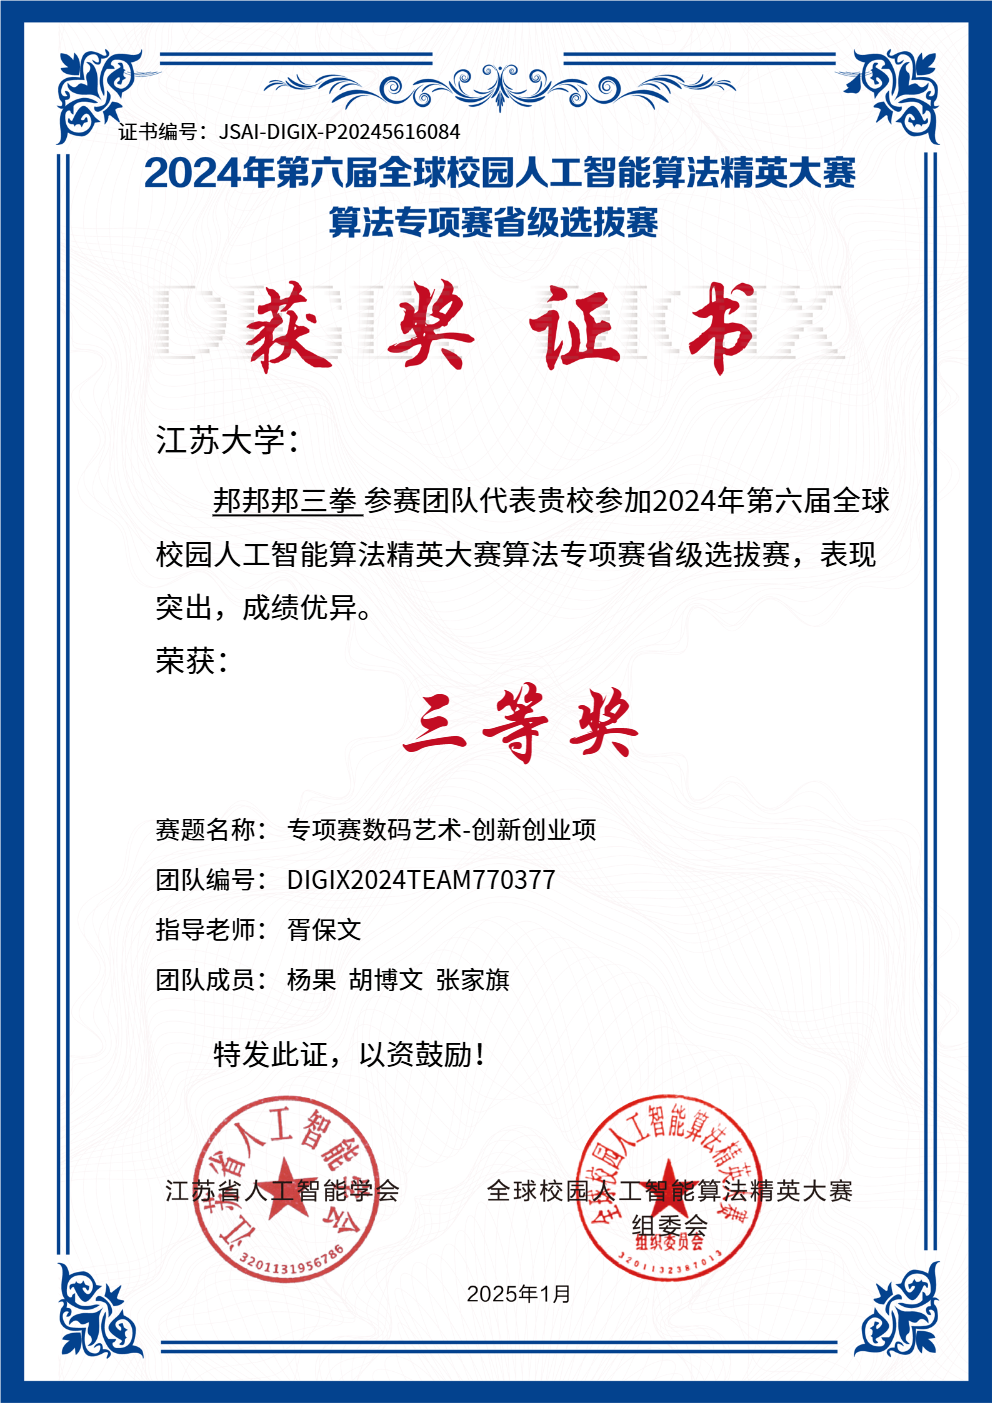 证书编号：JSAI-DIGIX-P20245616084
2024年第六届全球校园人工智能算法精英大赛
算法专项赛省级选拔赛
DIGIX DIGIX
获奖证书
江苏大学：
邦邦邦三拳 参赛团队代表贵校参加2024年第六届全球
校园人工智能算法精英大赛算法专项赛省级选拔赛，表现
突出，成绩优异。
荣获：
三等奖
赛题名称： 专项赛数码艺术-创新创业项
团队编号： DIGIX2024TEAM770377
指导老师： 胥保文
团队成员： 杨果 胡博文 张家旗
特发此证，以资鼓励！
江苏省人工智能学会
3201131956786
江苏省人工智能学会
全球校园人工智能算法精英大赛
组织委员会
3201132387013
全球校园人工智能算法精英大赛
组委会
2025年1月